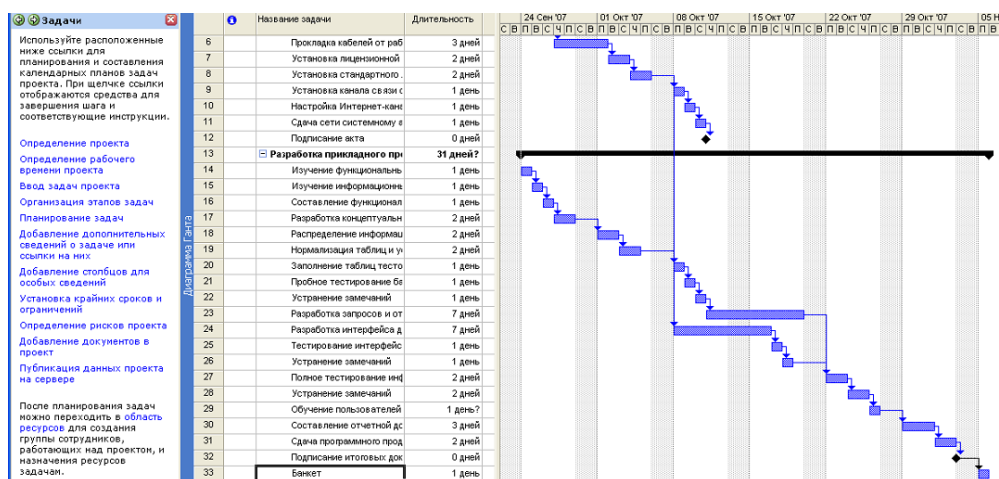 Задачи
Используйте расположенные
ниже ссылки для
планирования и составления
календарных планов задач
проекта. При щелчке ссылки
отображаются средства для
завершения шага и
соответствующие инструкции.
Определение проекта
Определение рабочего
времени проекта
Ввод задач проекта
Организация этапов задач
Планирование задач
Добавление дополнительных
сведений о задаче или
ссылки на них
Добавление столбцов для
особых сведений
Установка крайних сроков и
ограничений
Определение рисков проекта
Добавление документов в
проект
Публикация данных проекта
на сервере
После планирования задач
можно переходить в область
ресурсов для создания
группы сотрудников,
работающих над проектом, и
назначения ресурсов
задачам.
Диаграмма Ганта
Название задачи Длительность
24 Сен '07 01 Окт '07 08 Окт '07 15 Окт '07 22 Окт '07 29 Окт '07 05 Н
С В П В С Ч П С В П В С Ч П С В П В С Ч П С В П В С Ч П С В П В С Ч П С В П В С Ч П С В П В
6 Прокладка кабелей от раб 3 дней
7 Установка лицензионной 2 дней
8 Установка стандартного 2 дней
9 Установка канала связи с 1 день
10 Настройка Интернет-кана 1 день
11 Сдача сети системному а 1 день
12 Подписание акта 0 дней
13 Разработка прикладного про 31 дней?
14 Изучение функциональнь 1 день
15 Изучение информационны 1 день
16 Составление функционал 1 день
17 Разработка концептуальн 2 дней
18 Распределение информац 2 дней
19 Нормализация таблиц и у 2 дней
20 Заполнение таблиц тесто 1 день
21 Пробное тестирование ба 1 день
22 Устранение замечаний 1 день
23 Разработка запросов и от 7 дней
24 Разработка интерфейса д 7 дней
25 Тестирование интерфейс 1 день
26 Устранение замечаний 1 день
27 Полное тестирование инф 2 дней
28 Устранение замечаний 2 дней
29 Обучение пользователей 1 день?
30 Составление отчетной до 3 дней
31 Сдача программного прод 2 дней
32 Подписание итоговых док 0 дней
33 Банкет 1 день